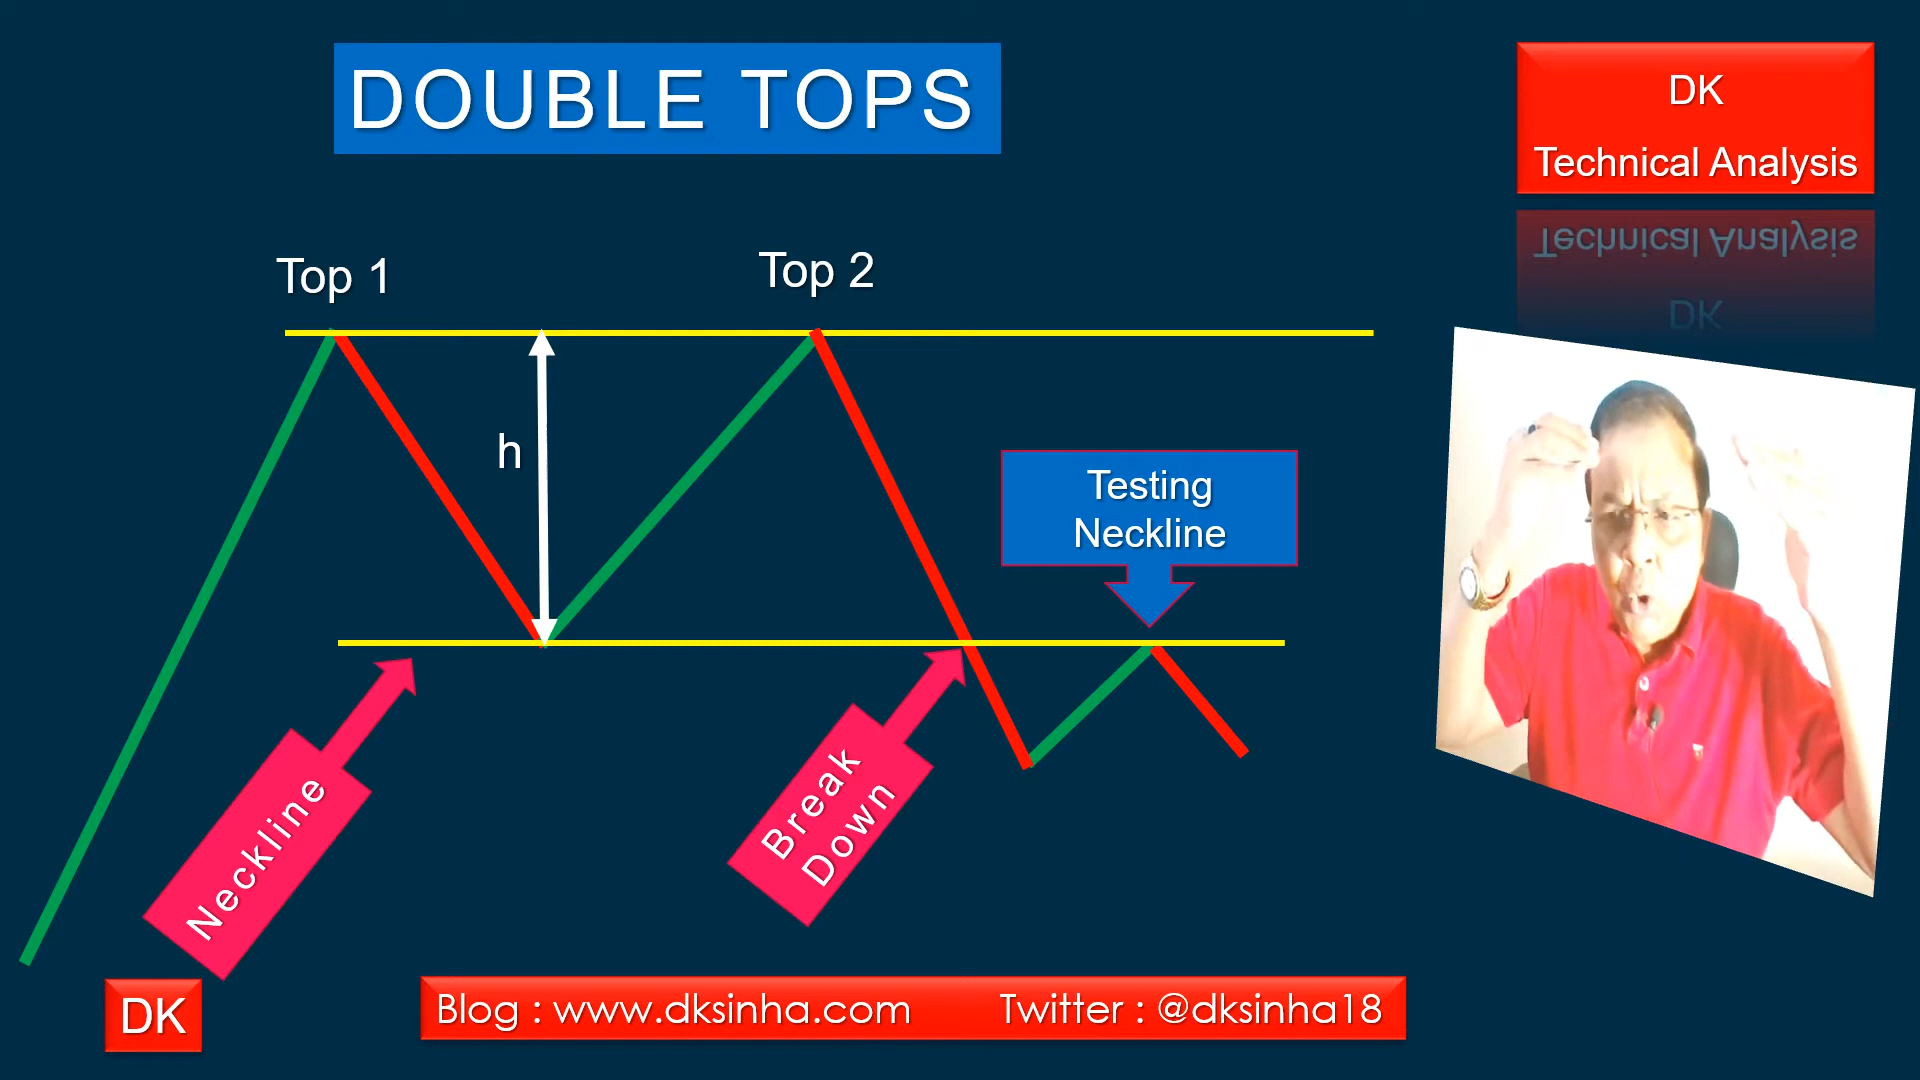 DOUBLE TOPS
DK
Technical Analysis
Technical Analysis
DK
Top 1
Top 2
h
Testing
Neckline
Neckline
Break
Down
DK
Blog : www.dksinha.com Twitter : @dksinha18